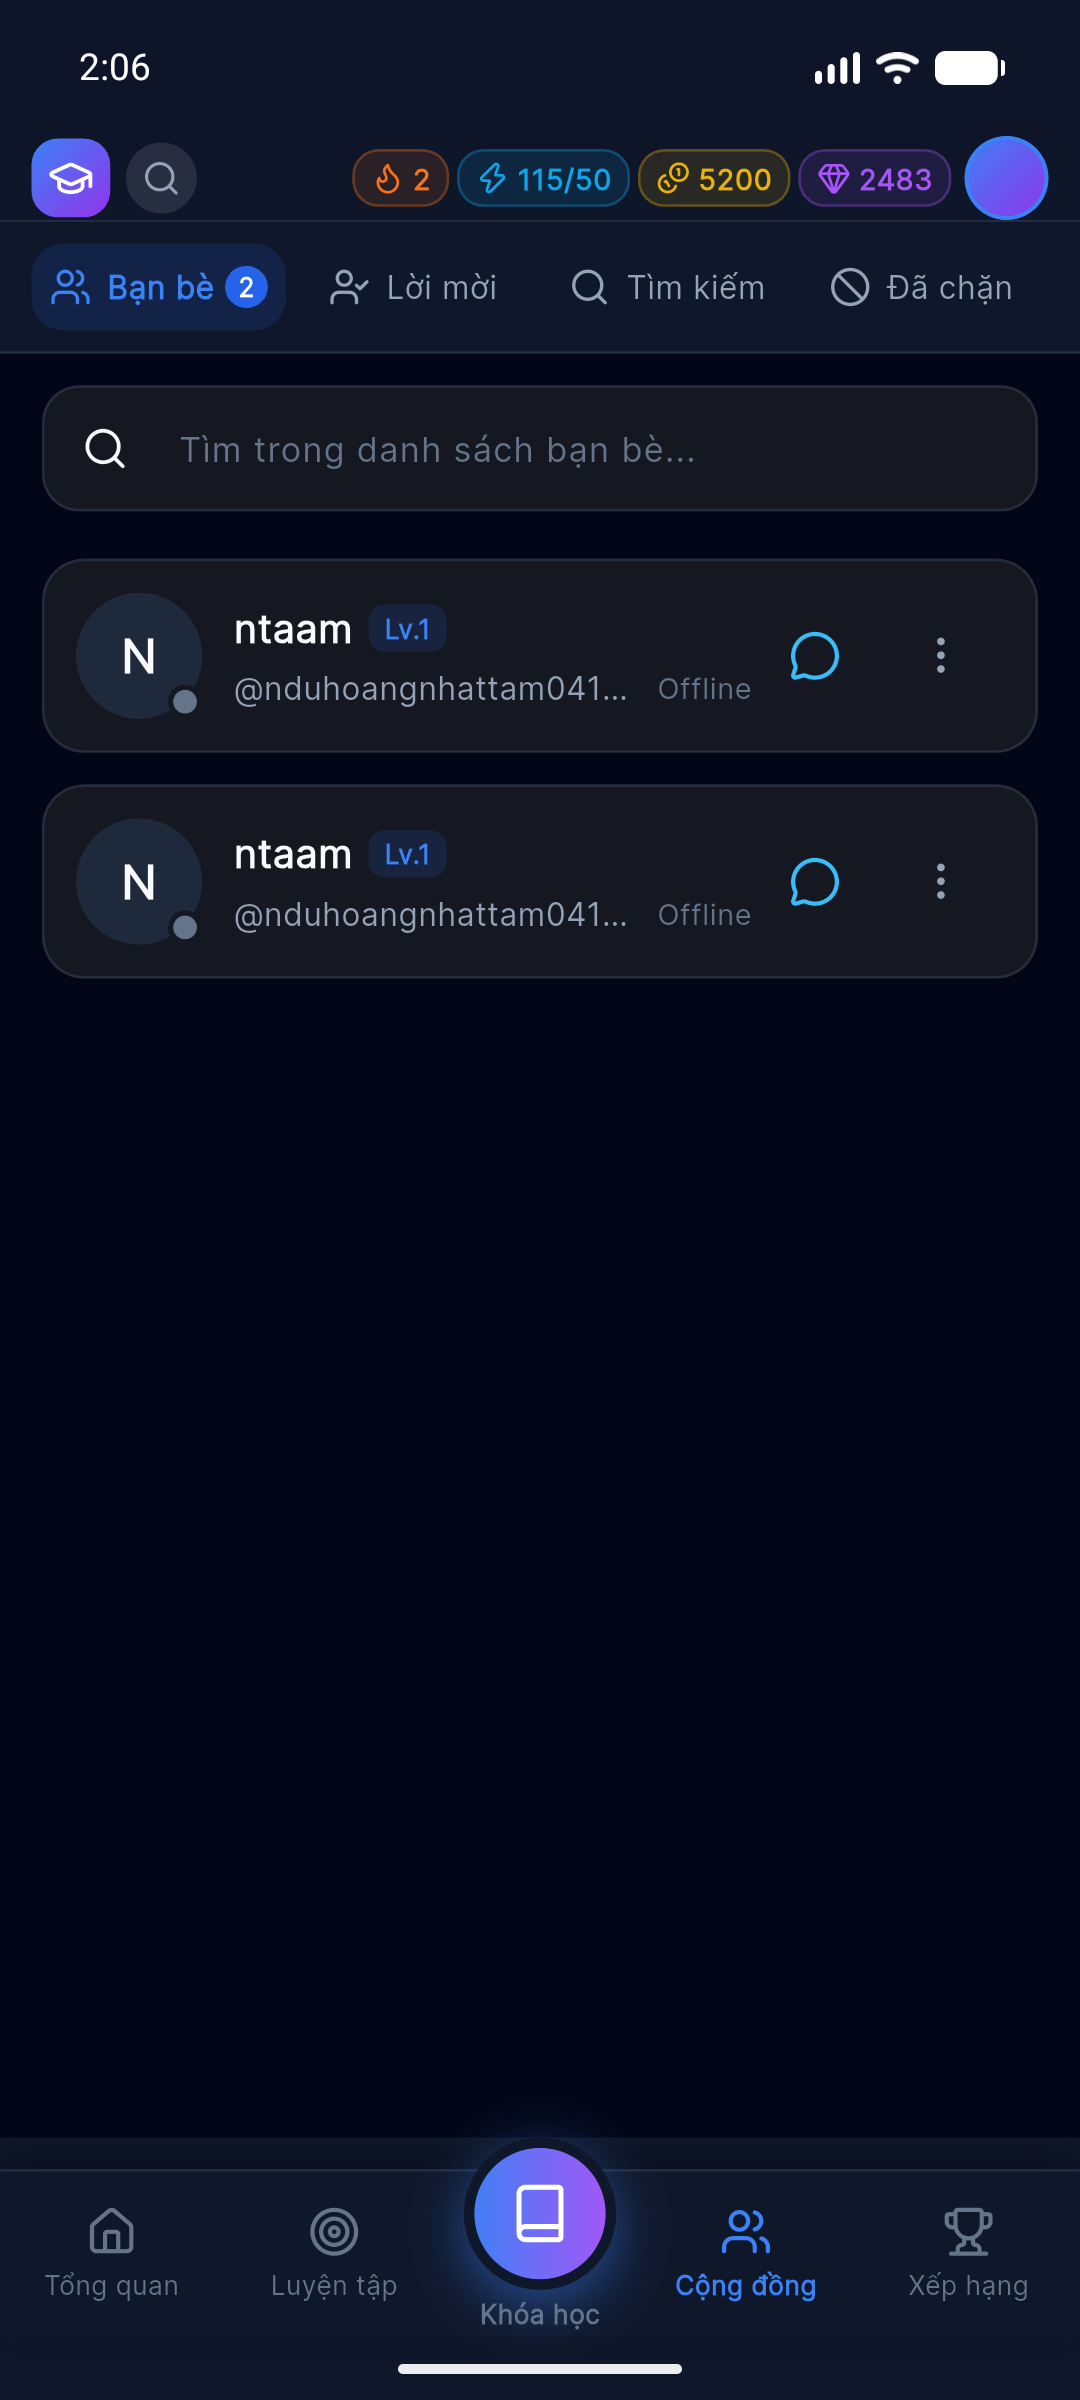 2:06
2 115/50 5200 2483
Bạn bè 2 Lời mời Tìm kiếm Đã chặn
Tìm trong danh sách bạn bè...
N ntaam Lv.1
@nduhoangnhattam041... Offline
N ntaam Lv.1
@nduhoangnhattam041... Offline
Tổng quan Luyện tập Khóa học Cộng đồng Xếp hạng